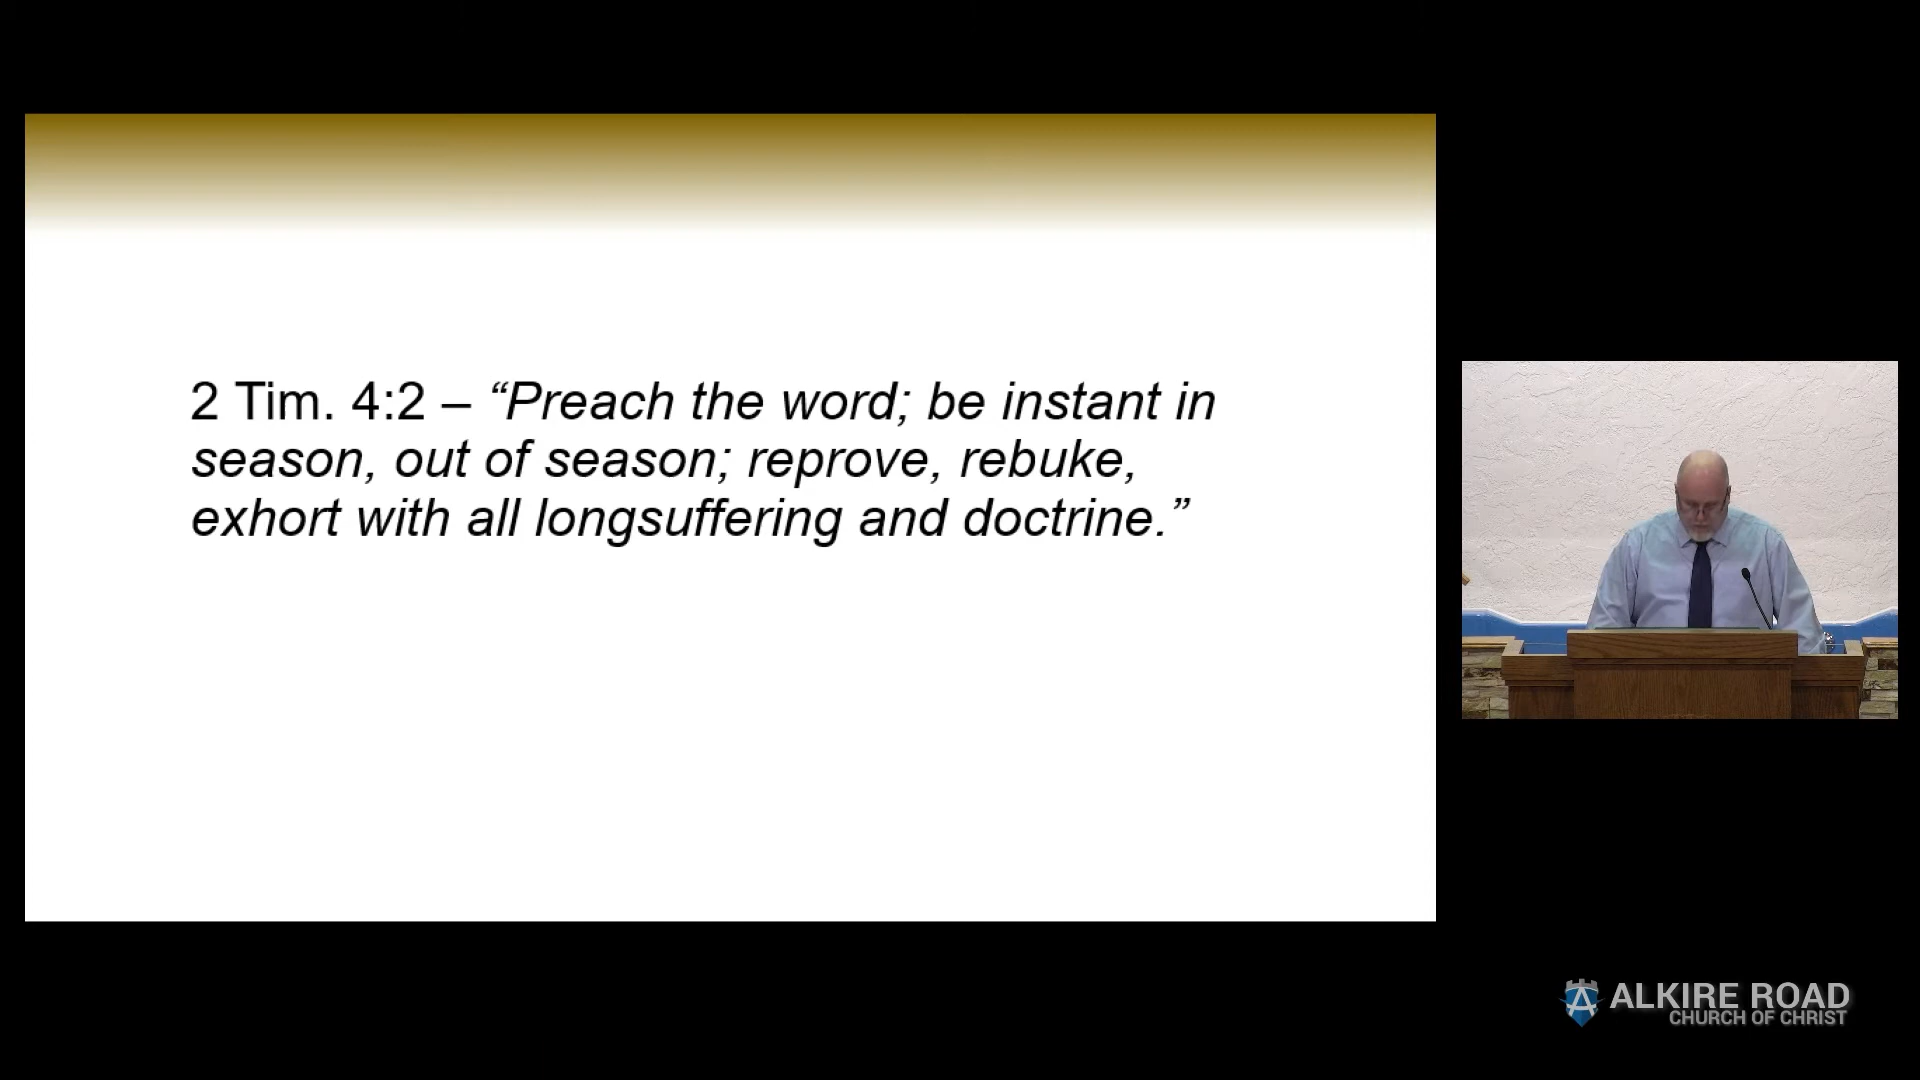 2 Tim. 4:2 – “Preach the word; be instant in
season, out of season; reprove, rebuke,
exhort with all longsuffering and doctrine.”
ALKIRE ROAD
CHURCH OF CHRIST